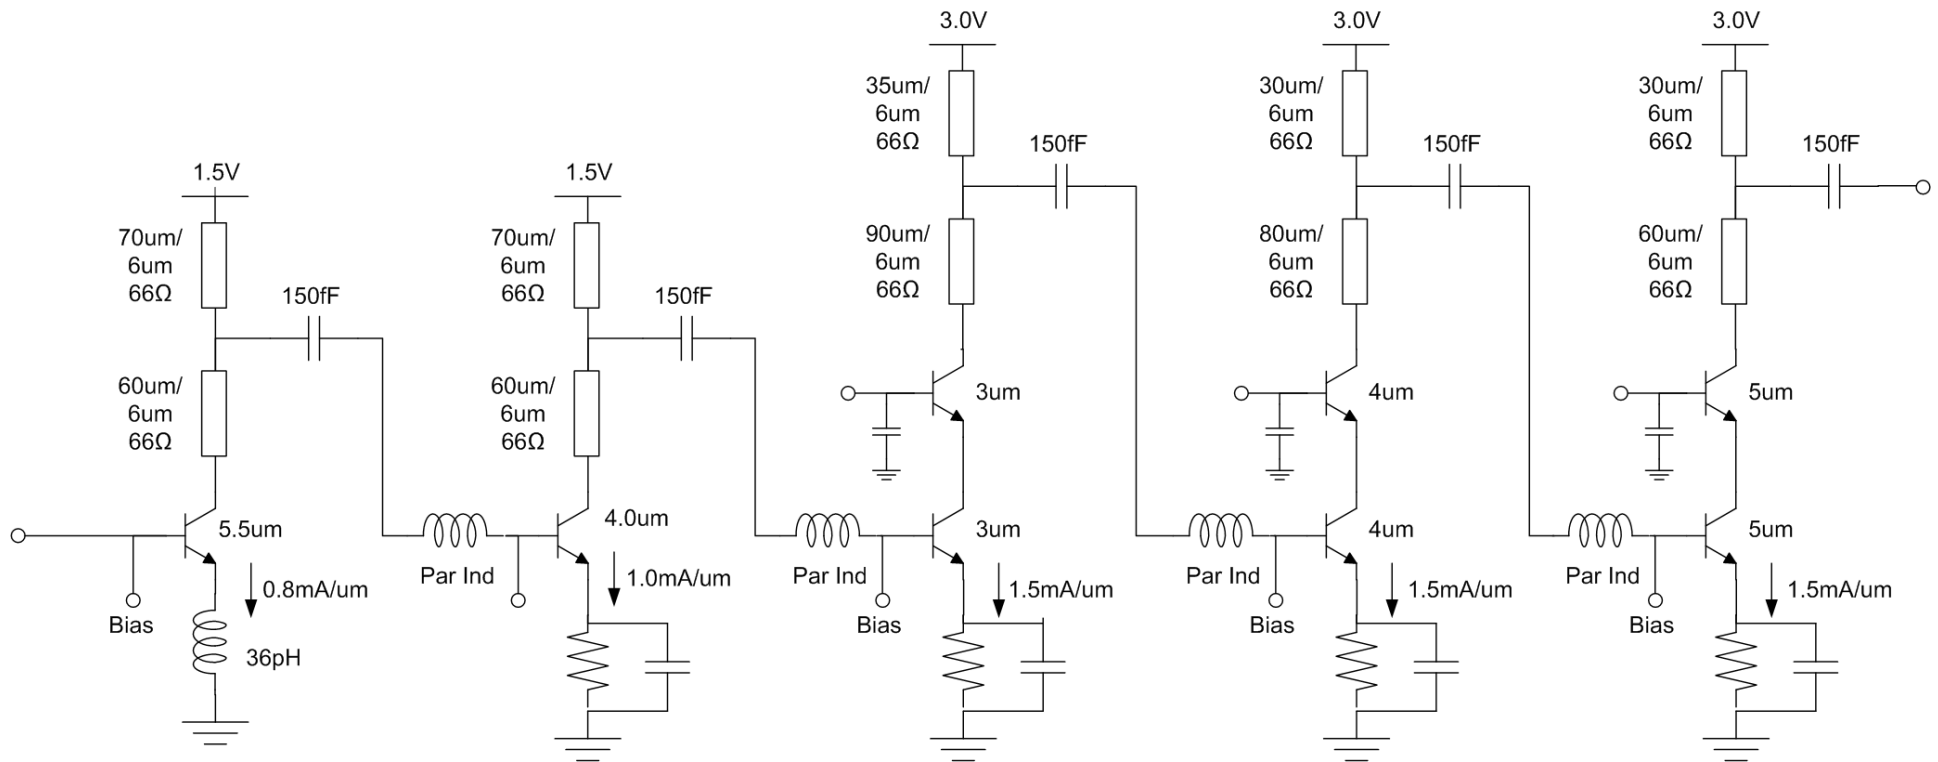 3.0V
3.0V
3.0V
35um/
6um
66Ω
30um/
6um
66Ω
30um/
6um
66Ω
150fF
150fF
150fF
1.5V
1.5V
70um/
6um
66Ω
70um/
6um
66Ω
90um/
6um
66Ω
80um/
6um
66Ω
60um/
6um
66Ω
150fF
150fF
60um/
6um
66Ω
60um/
6um
66Ω
3um
4um
5um
5.5um
4.0um
3um
4um
5um
Par Ind
Par Ind
Par Ind
Par Ind
0.8mA/um
1.0mA/um
1.5mA/um
1.5mA/um
1.5mA/um
Bias
Bias
Bias
Bias
36pH